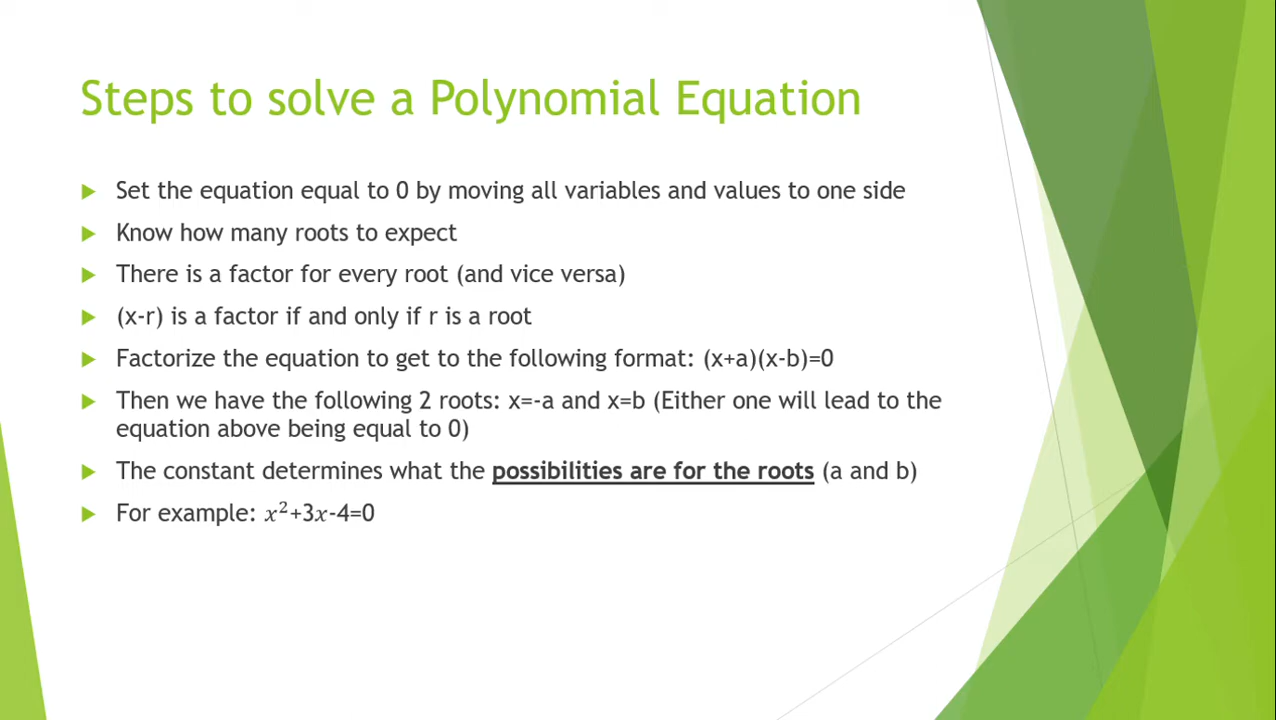 Steps to solve a Polynomial Equation
Set the equation equal to 0 by moving all variables and values to one side
Know how many roots to expect
There is a factor for every root (and vice versa)
(x-r) is a factor if and only if r is a root
Factorize the equation to get to the following format: (x+a)(x-b)=0
Then we have the following 2 roots: x=-a and x=b (Either one will lead to the
equation above being equal to 0)
The constant determines what the possibilities are for the roots (a and b)
For example: 𝑥²+3𝑥-4=0